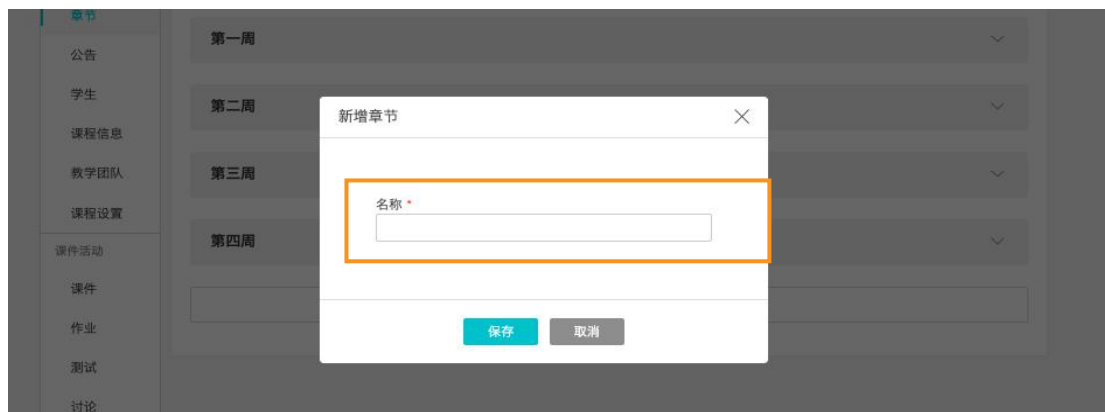 章节
公告
学生
课程信息
教学团队
课程设置
课件活动
课件
作业
测试
讨论
第一周
第二周
第三周
第四周
新增章节
名称 *
保存
取消